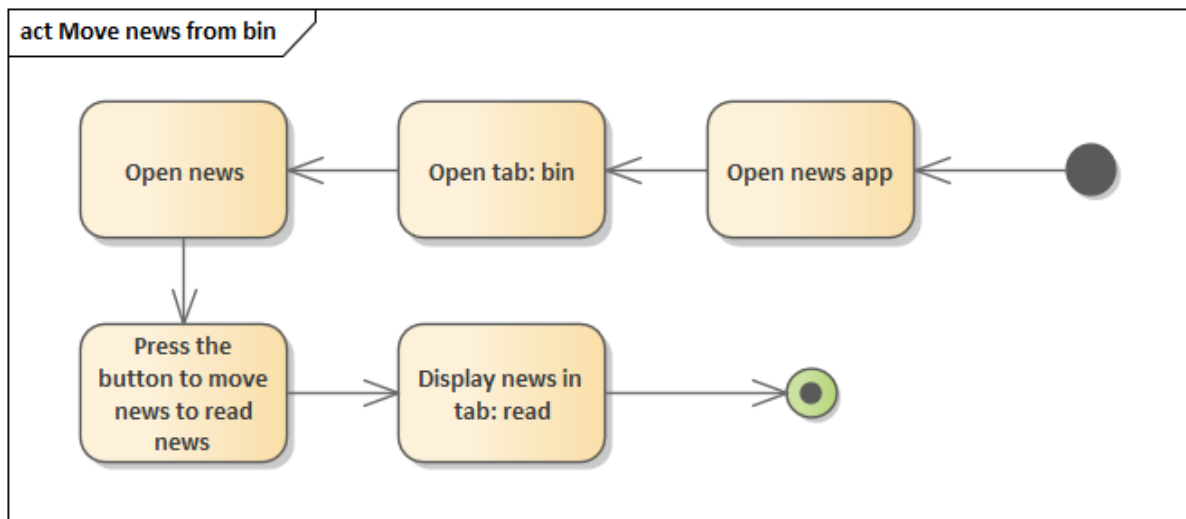 act Move news from bin
Open news
Open tab: bin
Open news app
Press the
button to move
news to read
news
Display news in
tab: read